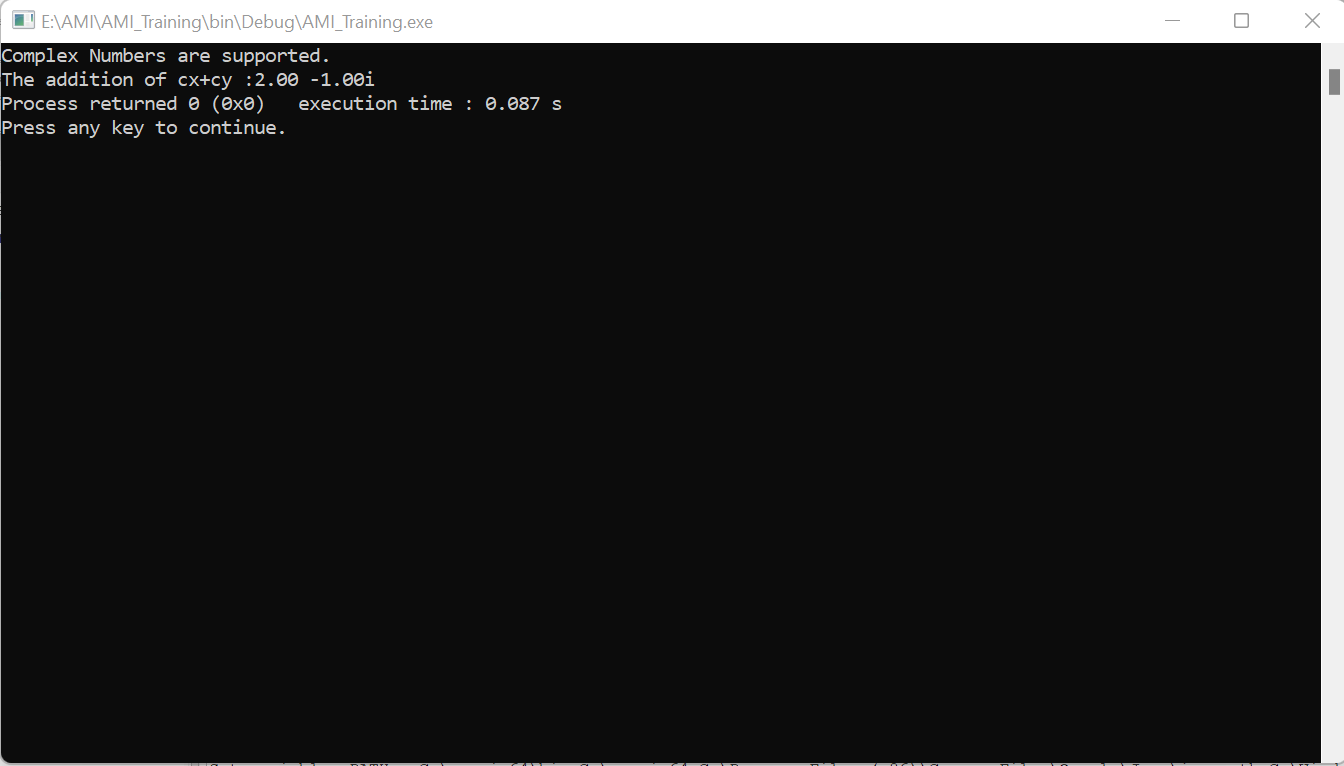 E:\AMI\AMI_Training\bin\Debug\AMI_Training.exe
Complex Numbers are supported.
The addition of cx+cy :2.00 -1.00i
Process returned 0 (0x0)   execution time : 0.087 s
Press any key to continue.